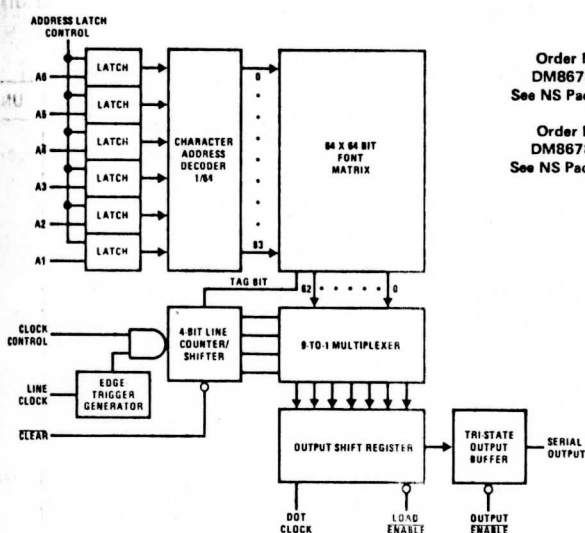 ADDRESS LATCH
CONTROL
A6
LATCH
A5
LATCH
A4
LATCH
A3
LATCH
A2
LATCH
A1
LATCH
CHARACTER
ADDRESS
DECODER
1/64
0
63
64 X 64 BIT
FONT
MATRIX
Order
DM867
See NS Pac
Order
DM867
See NS Pac
TAG BIT
62
0
CLOCK
CONTROL
4-BIT LINE
COUNTER/
SHIFTER
9-TO-1 MULTIPLEXER
LINE
CLOCK
EDGE
TRIGGER
GENERATOR
CLEAR
OUTPUT SHIFT REGISTER
TRI-STATE
OUTPUT
BUFFER
SERIAL
OUTPUT
DOT
CLOCK
LOAD
ENABLE
OUTPUT
ENABLE